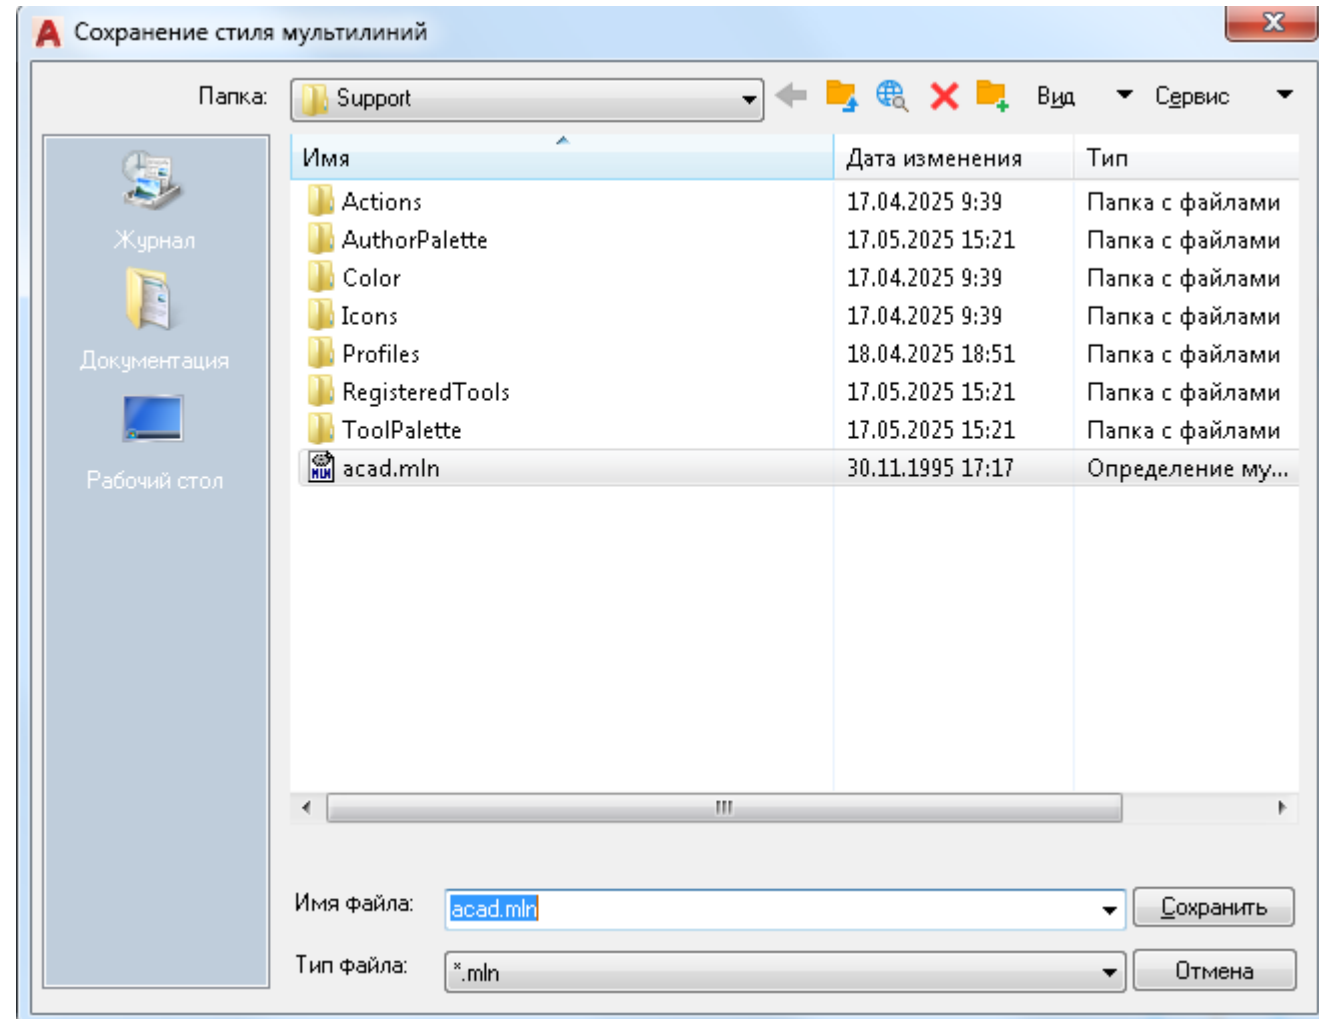 Сохранение стиля мультилиний
Папка: Support Вид Сервис
Имя Дата изменения Тип
Actions 17.04.2025 9:39 Папка с файлами
AuthorPalette 17.05.2025 15:21 Папка с файлами
Color 17.04.2025 9:39 Папка с файлами
Icons 17.04.2025 9:39 Папка с файлами
Profiles 18.04.2025 18:51 Папка с файлами
RegisteredTools 17.05.2025 15:21 Папка с файлами
ToolPalette 17.05.2025 15:21 Папка с файлами
acad.mln 30.11.1995 17:17 Определение му...
Журнал
Документация
Рабочий стол
Имя файла: acad.mln Сохранить
Тип файла: *.mln Отмена